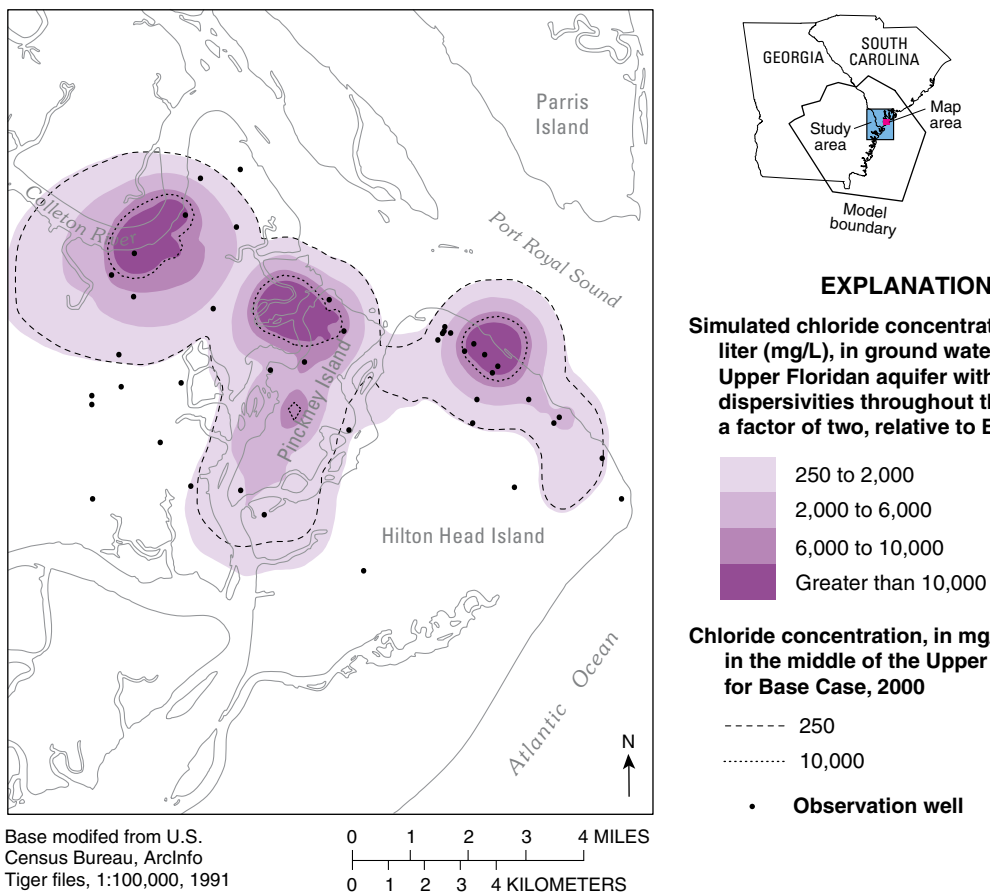 Parris
Island
Colleton River
Port Royal Sound
Pinckney Island
Hilton Head Island
Atlantic Ocean
N
Base modifed from U.S.
Census Bureau, ArcInfo
Tiger files, 1:100,000, 1991
0 1 2 3 4 MILES
0 1 2 3 4 KILOMETERS
GEORGIA
SOUTH
CAROLINA
Study
area
Map
area
Model
boundary
EXPLANATION
Simulated chloride concentrat
liter (mg/L), in ground wate
Upper Floridan aquifer with
dispersivities throughout th
a factor of two, relative to B
250 to 2,000
2,000 to 6,000
6,000 to 10,000
Greater than 10,000
Chloride concentration, in mg
in the middle of the Upper
for Base Case, 2000
250
10,000
Observation well